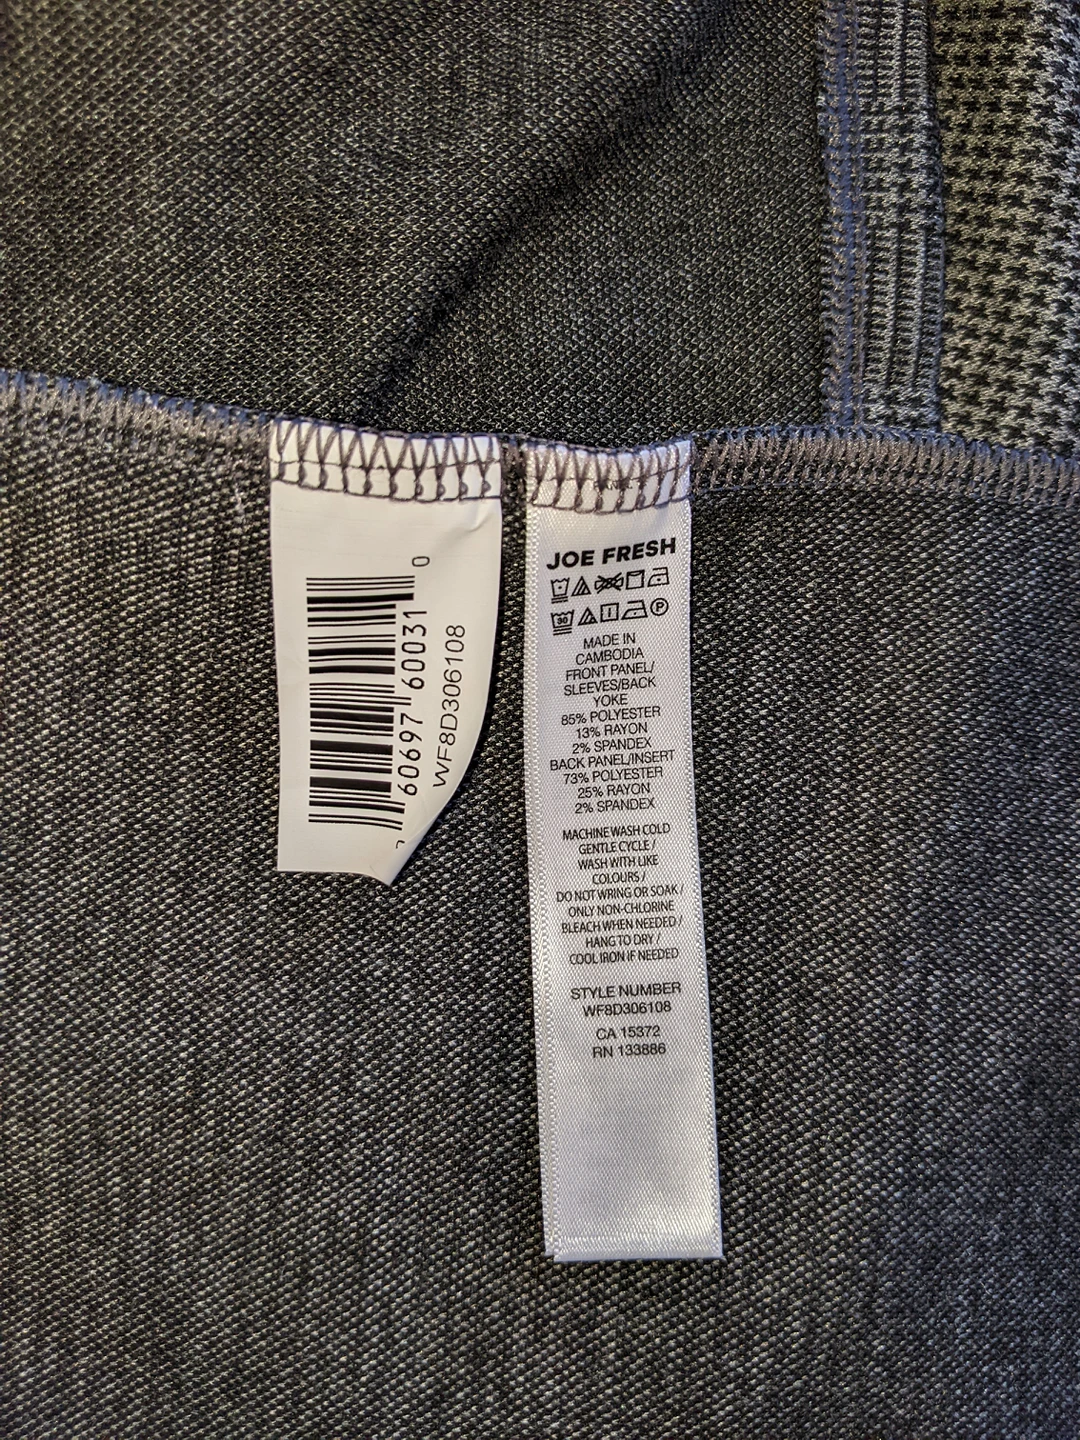 7 60697 60031 0
WF8D306108
JOE FRESH
30
P
MADE IN
CAMBODIA
FRONT PANEL/
SLEEVES/BACK
YOKE
85% POLYESTER
13% RAYON
2% SPANDEX
BACK PANEL/INSERT
73% POLYESTER
25% RAYON
2% SPANDEX
MACHINE WASH COLD
GENTLE CYCLE /
WASH WITH LIKE
COLOURS /
DO NOT WRING OR SOAK /
ONLY NON-CHLORINE
BLEACH WHEN NEEDED /
HANG TO DRY /
COOL IRON IF NEEDED
STYLE NUMBER
WF8D306108
CA 15372
RN 133886